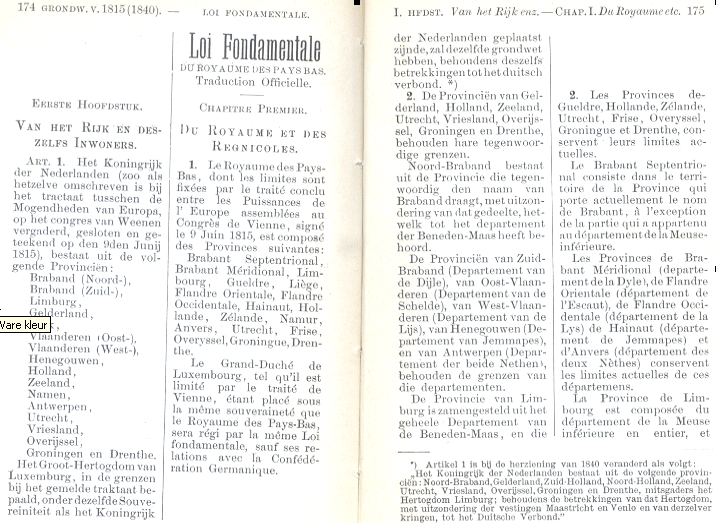 174 GRONDW. V. 1815 (1840). — LOI FONDAMENTALE.
EERSTE HOOFDSTUK.
VAN HET RIJK EN DES-
ZELFS INWONERS.
ART. 1. Het Koningrijk
der Nederlanden (zoo als
hetzelve omschreven is bij
het tractaat tusschen de
Mogendheden van Europa,
op het congres van Weenen
vergaderd, gesloten en ge-
teekend op den 9den Junij
1815), bestaat uit de vol-
gende Provinciën:
Braband (Noord-),
Braband (Zuid-),
Limburg,
Gelderland,
Vlaanderen (Oost-),
Vlaanderen (West-),
Henegouwen,
Holland,
Zeeland,
Namen,
Antwerpen,
Utrecht,
Vriesland,
Overijssel,
Groningen en Drenthe.
Het Groot-Hertogdom van
Luxemburg, in de grenzen
bij het gemelde traktaat be-
paald, onder dezelfde Souve-
reiniteit als het Koningrijk
Vare kleur
Loi Fondamentale
DU ROYAUME DES PAYS BAS.
Traduction Officielle.
CHAPITRE PREMIER.
DU ROYAUME ET DES
REGNICOLES.
1. Le Royaume des Pays-
Bas, dont les limites sont
fixées par le traité conclu
entre les Puissances de
l' Europe assemblées au
Congrès de Vienne, signé
le 9 Juin 1815, est composé
des Provinces suivantes:
Brabant Septentrional,
Brabant Méridional, Lim-
bourg, Gueldre, Liège,
Flandre Orientale, Flandre
Occidentale, Hainaut, Hol-
lande, Zélande, Namur,
Anvers, Utrecht, Frise,
Overyssel, Groningue, Dren-
the.
Le Grand-Duché de
Luxembourg, tel qu'il est
limité par le traité de
Vienne, étant placé sous
la même souveraineté que
le Royaume des Pays-Bas,
sera régi par la même Loi
fondamentale, sauf ses re-
lations avec la Confédé-
ration Germanique.
I. HFDST. Van het Rijk enz. — CHAP. I. Du Royaume etc. 175
der Nederlanden geplaatst
zijnde, zal dezelfde grondwet
hebben, behoudens deszelfs
betrekkingen tot het duitsch
verbond. *)
2. De Provinciën van Gel-
derland, Holland, Zeeland,
Utrecht, Vriesland, Overijs-
sel, Groningen en Drenthe,
behouden hare tegenwoor-
dige grenzen.
Noord-Braband bestaat
uit de Provincie die tegen-
woordig den naam van
Braband draagt, met uitzon-
dering van dat gedeelte, het-
welk tot het departement
der Beneden-Maas heeft be-
hoord.
De Provinciën van Zuid-
Braband (Departement van
de Dijle), van Oost-Vlaan-
deren (Departement van de
Schelde), van West-Vlaan-
deren (Departement van de
Lijs), van Henegouwen (De-
partement van Jemmapes),
en van Antwerpen (Depar-
tement der beide Nethen),
behouden de grenzen van
die departementen.
De Provincie van Lim-
burg is zamengesteld uit het
geheele Departement van
de Beneden-Maas, en die
2. Les Provinces de-
Gueldre, Hollande, Zélande,
Utrecht, Frise, Overyssel,
Groningue et Drenthe, con-
servent leurs limites ac-
tuelles.
Le Brabant Septentrio-
nal consiste dans le terri-
toire de la Province qui
porte actuellement le nom
de Brabant, à l'exception
de la partie qui a appartenu
au département de la Meuse-
inférieure.
Les Provinces de Bra-
bant Méridional (departe-
ment de la Dyle), de Flandre
Orientale (département de
l'Escaut), de Flandre Occi-
dentale (département de la
Lys) de Hainaut (départe-
ment de Jemmapes) et
d'Anvers (département des
deux Nèthes) conservent
les limites actuelles de ces
départemens.
La Province de Lim-
bourg est composée du
département de la Meuse
inférieure en entier, et
*) Artikel 1 is bij de herziening van 1840 veranderd als volgt:
„Het Koningrijk der Nederlanden bestaat uit de volgende provin-
ciën: Noord-Braband, Gelderland, Zuid-Holland, Noord-Holland, Zeeland,
Utrecht, Vriesland, Overijssel, Groningen en Drenthe, mitsgaders het
Hertogdom Limburg; behoudens de betrekkingen van dat Hertogdom,
met uitzondering der vestingen Maastricht en Venlo en van derzelver
kringen, tot het Duitsche Verbond."